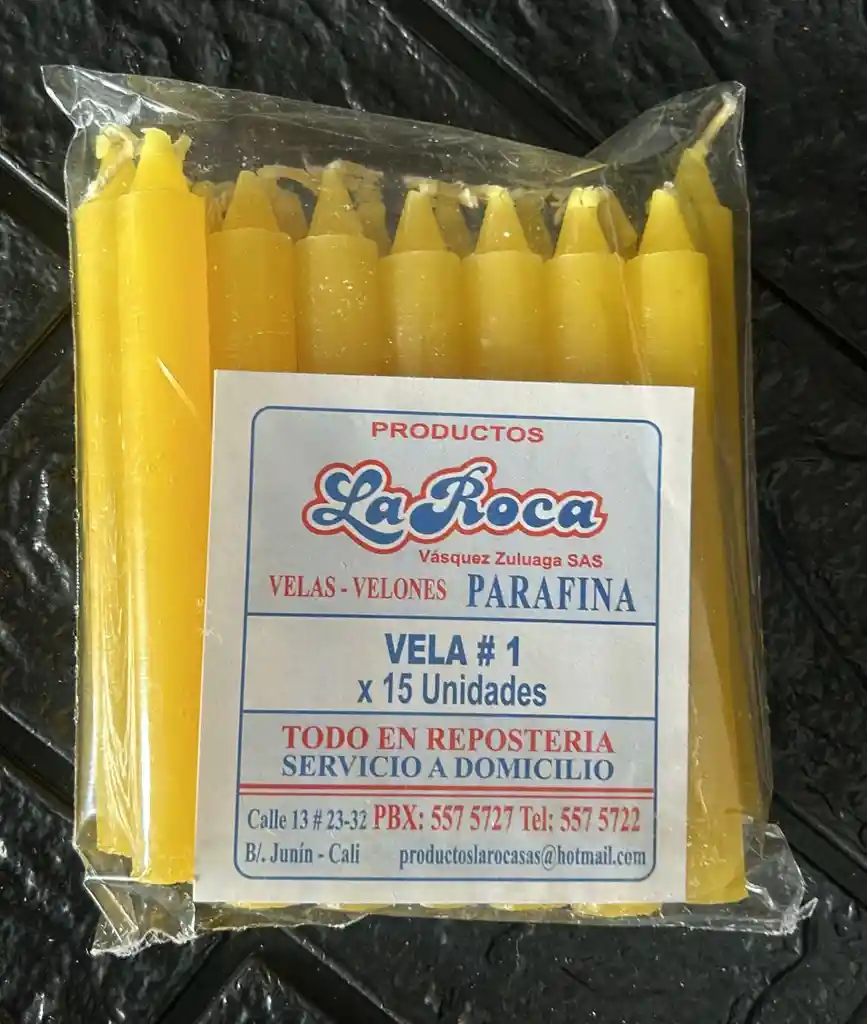 PRODUCTOS
La Roca
Vásquez Zuluaga SAS
VELAS - VELONES PARAFINA
VELA # 1
x 15 Unidades
TODO EN REPOSTERIA
SERVICIO A DOMICILIO
Calle 13 # 23-32 PBX: 557 5727 Tel: 557 5722
B/. Junín - Cali productoslarocasas@hotmail.com